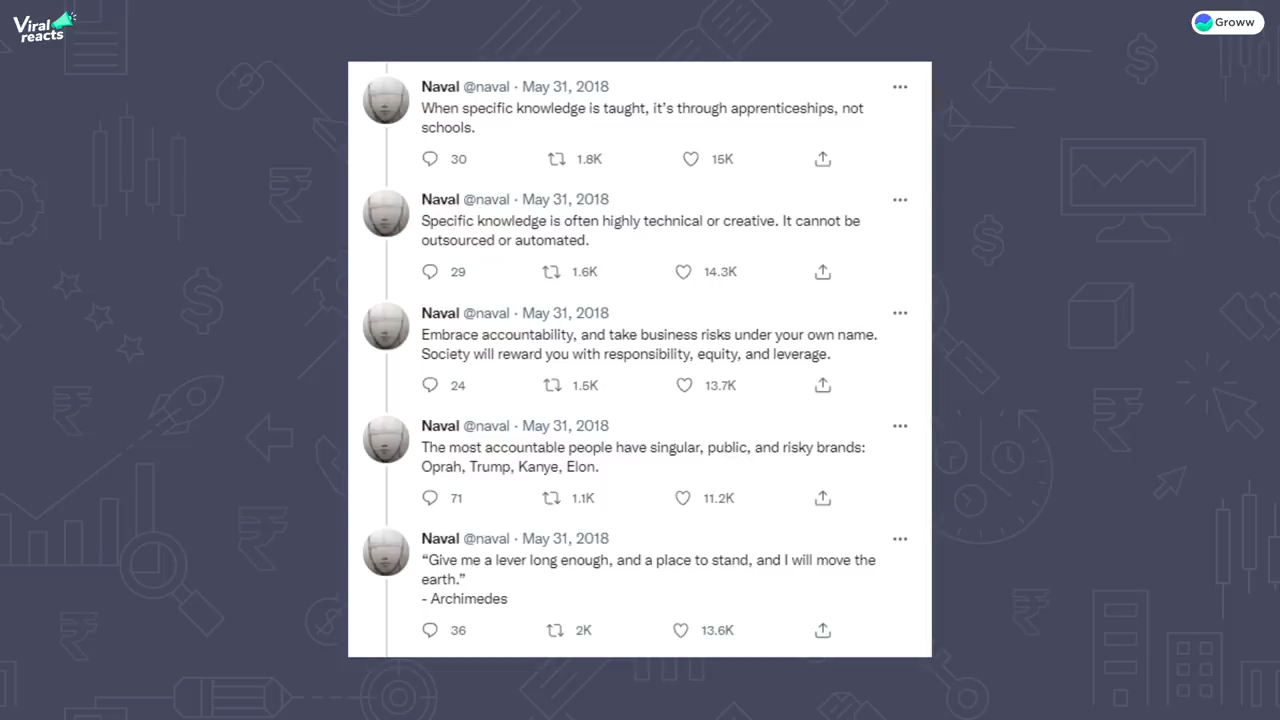 Viral
reacts
Groww
Naval @naval · May 31, 2018
When specific knowledge is taught, it's through apprenticeships, not
schools.
30 1.8K 15K
Naval @naval · May 31, 2018
Specific knowledge is often highly technical or creative. It cannot be
outsourced or automated.
29 1.6K 14.3K
Naval @naval · May 31, 2018
Embrace accountability, and take business risks under your own name.
Society will reward you with responsibility, equity, and leverage.
24 1.5K 13.7K
Naval @naval · May 31, 2018
The most accountable people have singular, public, and risky brands:
Oprah, Trump, Kanye, Elon.
71 1.1K 11.2K
Naval @naval · May 31, 2018
“Give me a lever long enough, and a place to stand, and I will move the
earth.”
- Archimedes
36 2K 13.6K